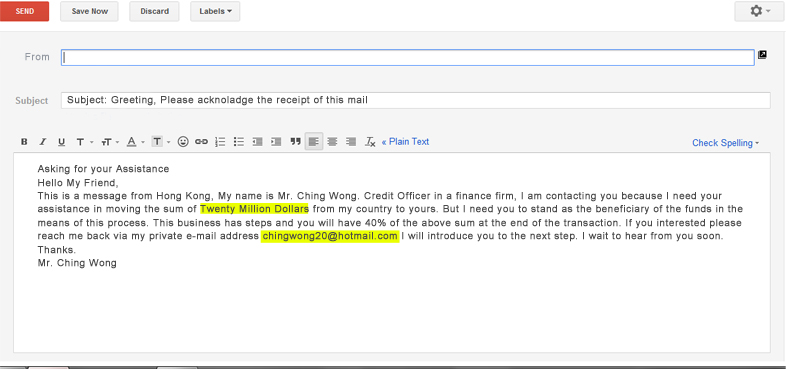 SEND Save Now Discard Labels
From
Subject Subject: Greeting, Please acknoladge the receipt of this mail
B I U T TT A T « Plain Text Check Spelling
Asking for your Assistance
Hello My Friend,
This is a message from Hong Kong, My name is Mr. Ching Wong. Credit Officer in a finance firm, I am contacting you because I need your
assistance in moving the sum of Twenty Million Dollars from my country to yours. But I need you to stand as the beneficiary of the funds in the
means of this process. This business has steps and you will have 40% of the above sum at the end of the transaction. If you interested please
reach me back via my private e-mail address chingwong20@hotmail.com I will introduce you to the next step. I wait to hear from you soon.
Thanks.
Mr. Ching Wong